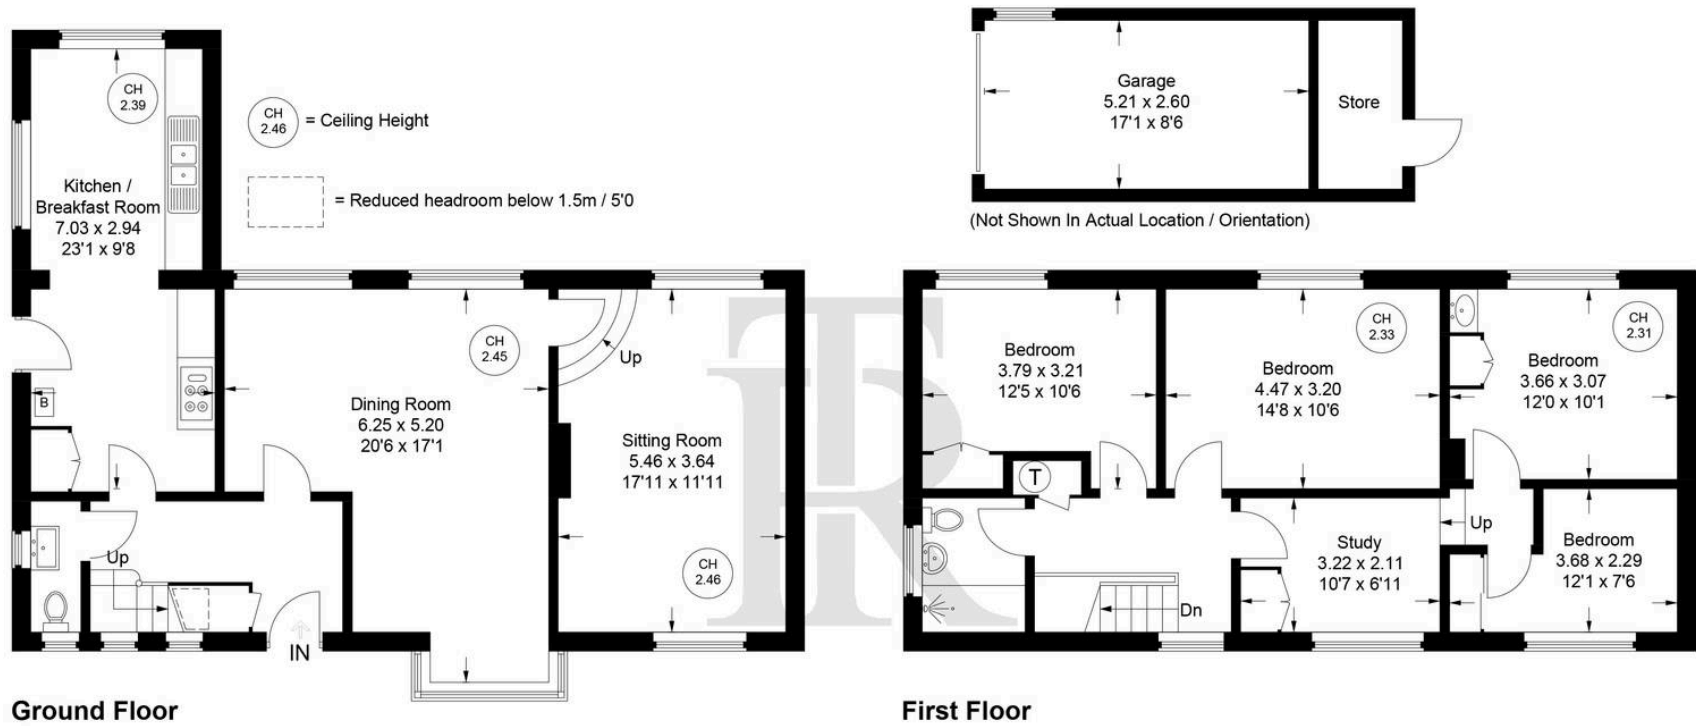 CH
2.39
CH
2.46
= Ceiling Height
= Reduced headroom below 1.5m / 5'0
Kitchen /
Breakfast Room
7.03 x 2.94
23'1 x 9'8
B
CH
2.45
Dining Room
6.25 x 5.20
20'6 x 17'1
Up
Sitting Room
5.46 x 3.64
17'11 x 11'11
CH
2.46
Up
IN
Ground Floor
Garage
5.21 x 2.60
17'1 x 8'6
Store
(Not Shown In Actual Location / Orientation)
Bedroom
3.79 x 3.21
12'5 x 10'6
CH
2.33
Bedroom
4.47 x 3.20
14'8 x 10'6
CH
2.31
Bedroom
3.66 x 3.07
12'0 x 10'1
T
Study
3.22 x 2.11
10'7 x 6'11
Up
Bedroom
3.68 x 2.29
12'1 x 7'6
Dn
First Floor
TR